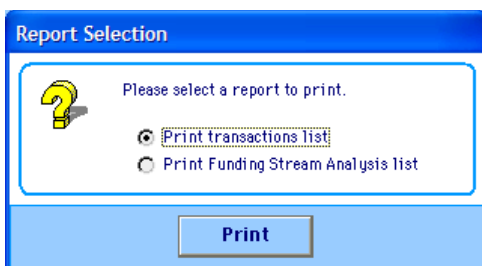 Report Selection
Please select a report to print.
Print transactions list
Print Funding Stream Analysis list
Print